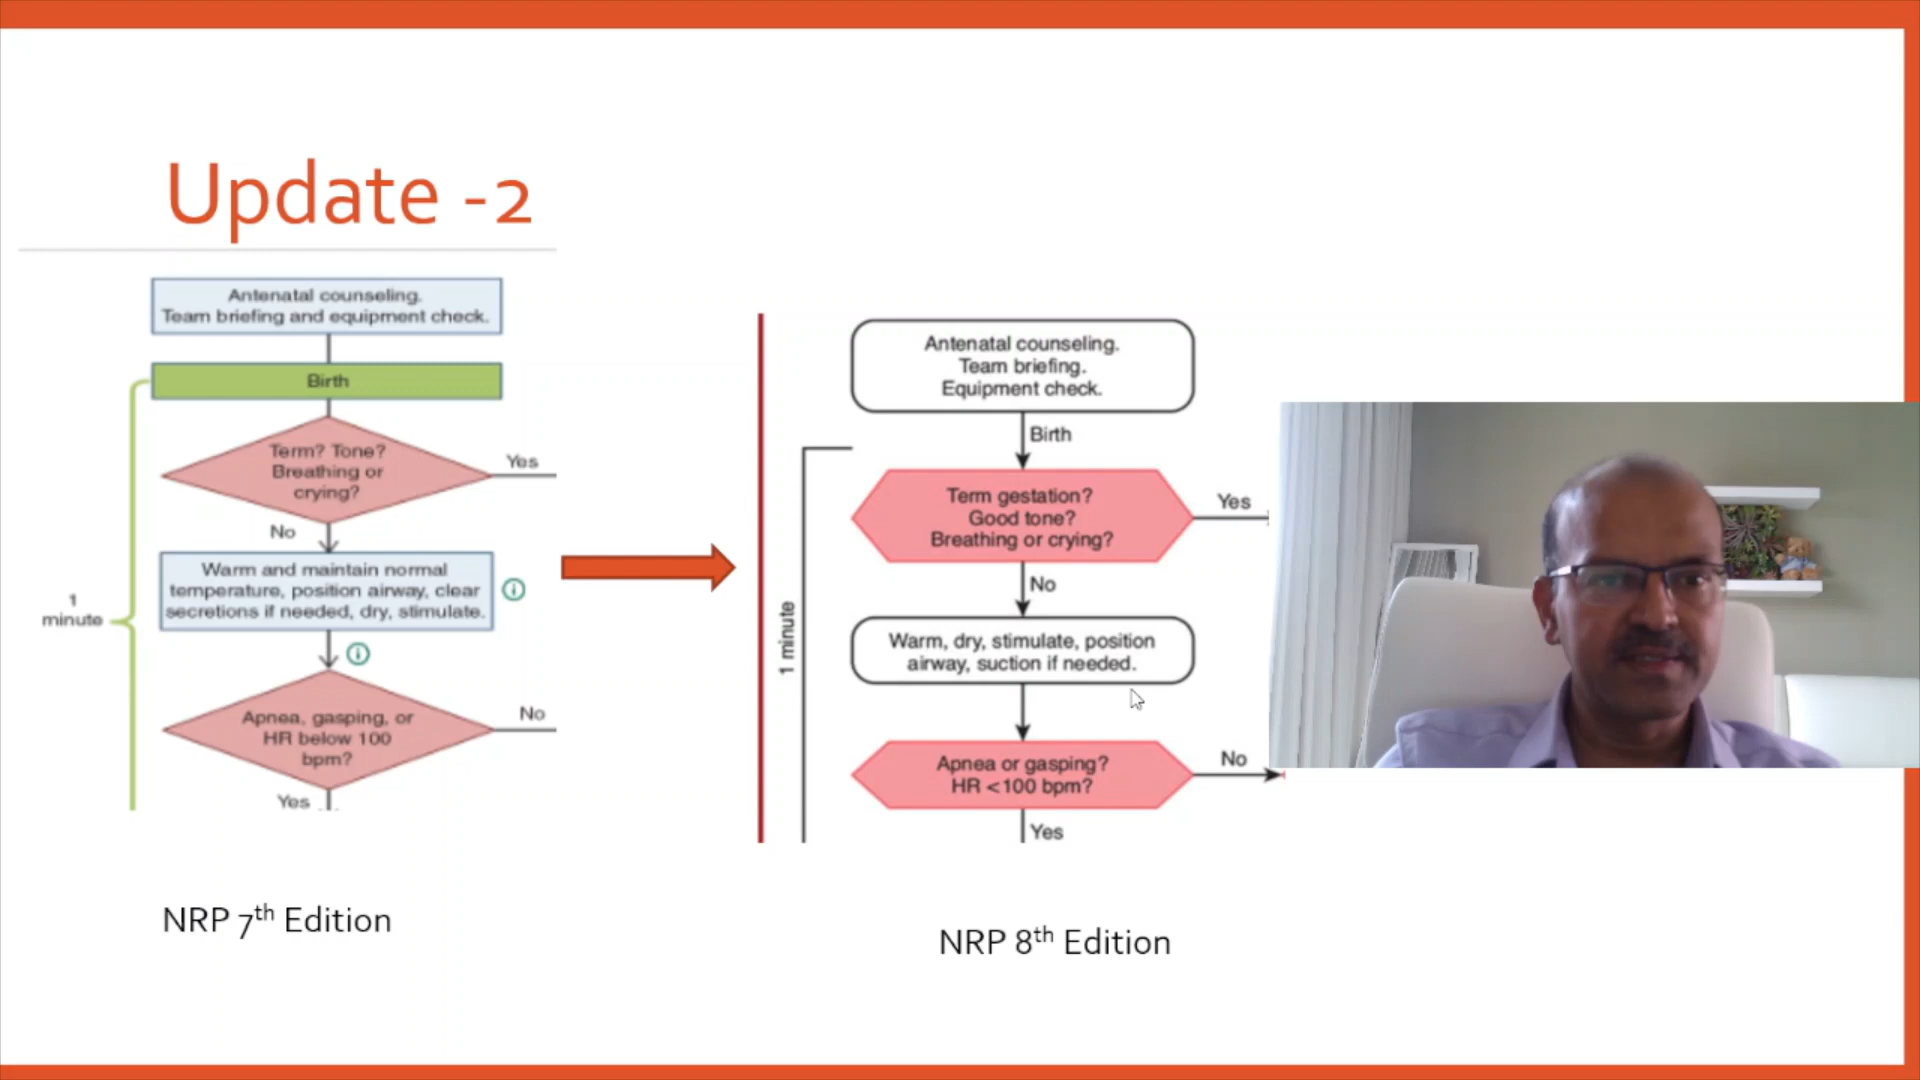 Update -2
Antenatal counseling.
Team briefing and equipment check.
Birth
Term? Tone?
Breathing or
crying?
Yes
No
Warm and maintain normal
temperature, position airway, clear
secretions if needed, dry, stimulate.
1
minute
Apnea, gasping, or
HR below 100
bpm?
No
Yes
NRP 7th Edition
Antenatal counseling.
Team briefing.
Equipment check.
Birth
Term gestation?
Good tone?
Breathing or crying?
Yes
No
1 minute
Warm, dry, stimulate, position
airway, suction if needed.
Apnea or gasping?
HR <100 bpm?
No
Yes
NRP 8th Edition